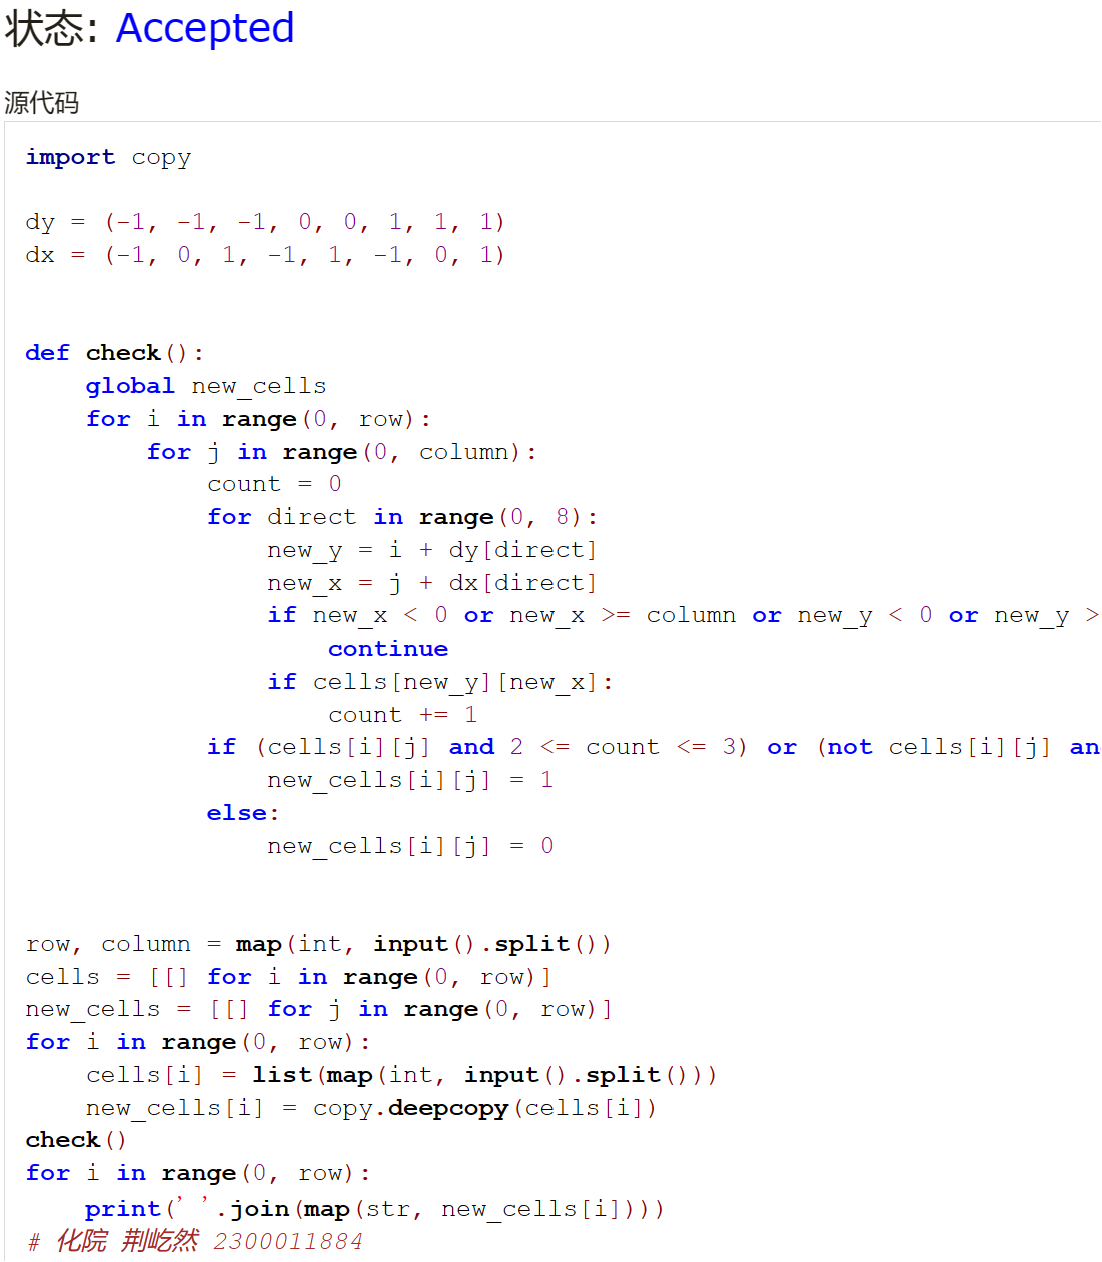 状态: Accepted
源代码
import copy
dy = (-1, -1, -1, 0, 0, 1, 1, 1)
dx = (-1, 0, 1, -1, 1, -1, 0, 1)
def check():
    global new_cells
    for i in range(0, row):
        for j in range(0, column):
            count = 0
            for direct in range(0, 8):
                new_y = i + dy[direct]
                new_x = j + dx[direct]
                if new_x < 0 or new_x >= column or new_y < 0 or new_y >
                    continue
                if cells[new_y][new_x]:
                    count += 1
            if (cells[i][j] and 2 <= count <= 3) or (not cells[i][j] an
                new_cells[i][j] = 1
            else:
                new_cells[i][j] = 0
row, column = map(int, input().split())
cells = [[] for i in range(0, row)]
new_cells = [[] for j in range(0, row)]
for i in range(0, row):
    cells[i] = list(map(int, input().split()))
    new_cells[i] = copy.deepcopy(cells[i])
check()
for i in range(0, row):
    print(' '.join(map(str, new_cells[i])))
# 化院 荆屹然 2300011884